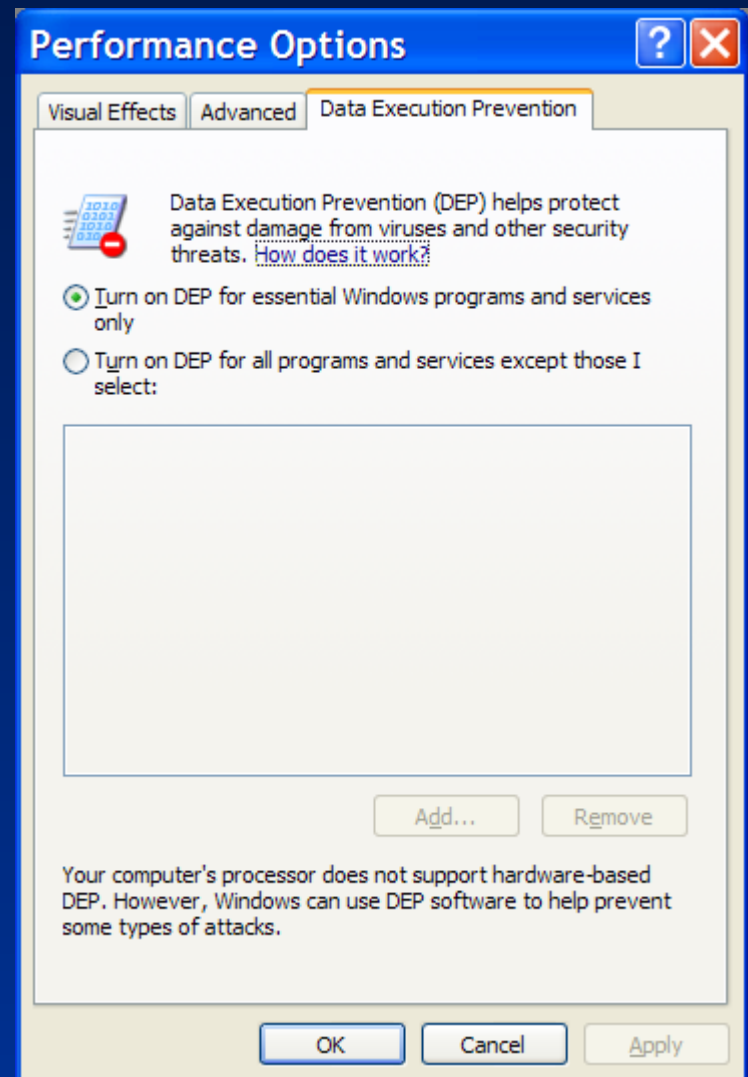 Performance Options
Visual Effects
Advanced
Data Execution Prevention
Data Execution Prevention (DEP) helps protect
against damage from viruses and other security
threats. How does it work?
Turn on DEP for essential Windows programs and services
only
Turn on DEP for all programs and services except those I
select:
Add...
Remove
Your computer's processor does not support hardware-based
DEP. However, Windows can use DEP software to help prevent
some types of attacks.
OK
Cancel
Apply